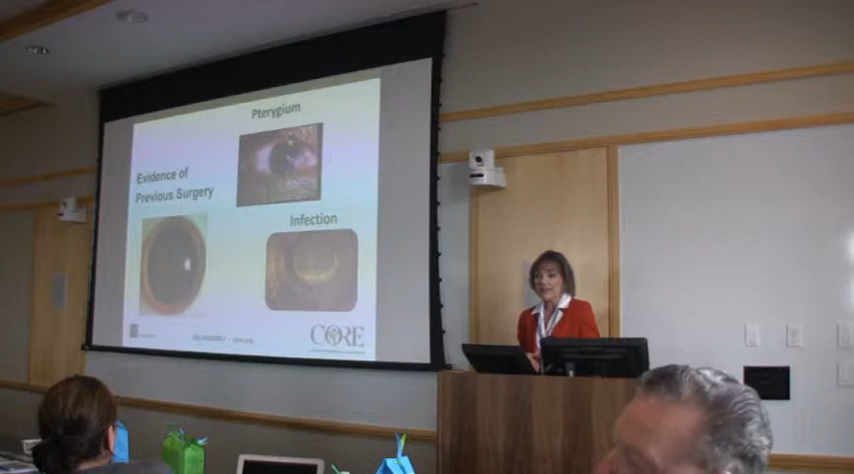 Pterygium
Evidence of
Previous Surgery
Infection
CORE